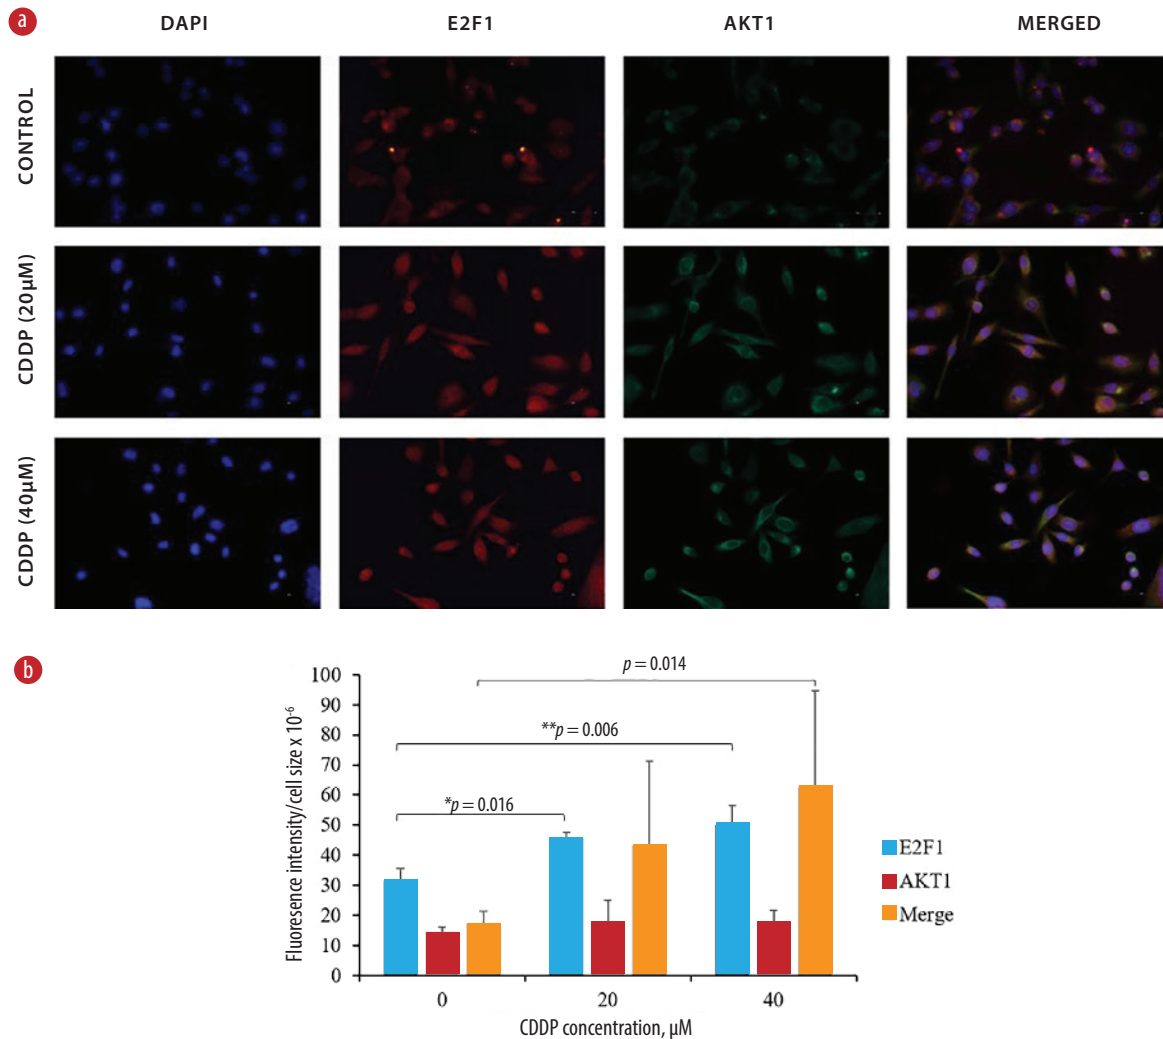 a
DAPI
E2F1
AKT1
MERGED
CONTROL
CDDP (20µM)
CDDP (40µM)
b
Fluoresence intensity/cell size x 10⁻⁶
100
90
80
70
60
50
40
30
20
10
0
p = 0.014
**p = 0.006
*p = 0.016
E2F1
AKT1
Merge
0
20
40
CDDP concentration, µM